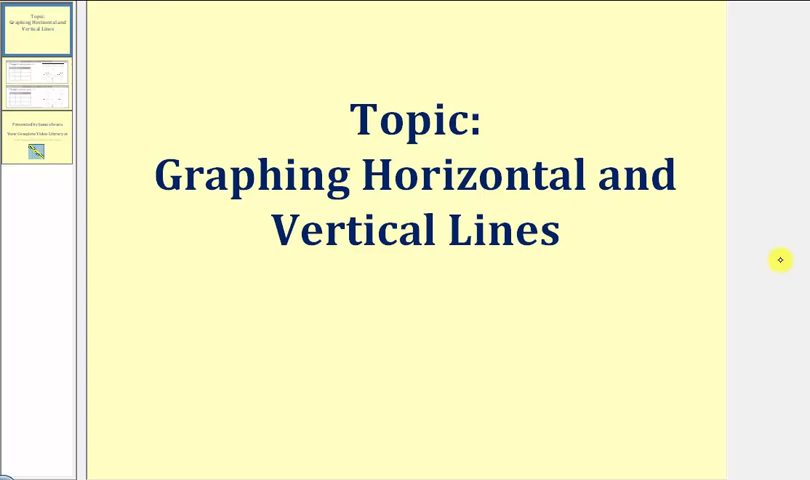 Topic:
Graphing Horizontal and
Vertical Lines
Topic:
Graphing Horizontal and
Vertical Lines